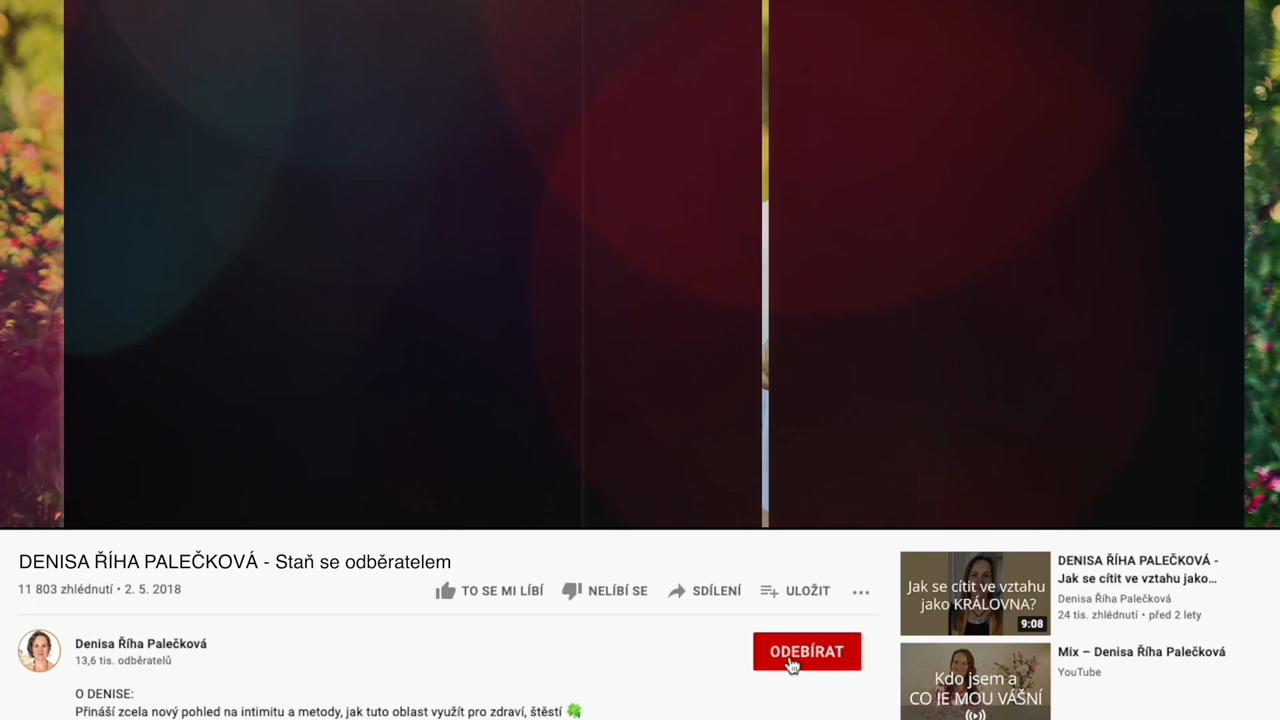 DENISA ŘÍHA PALEČKOVÁ - Staň se odběratelem
11 803 zhlédnutí • 2. 5. 2018
TO SE MI LÍBÍ
NELÍBÍ SE
SDÍLENÍ
ULOŽIT
Denisa Říha Palečková
13,6 tis. odběratelů
ODEBÍRAT
O DENISE:
Přináší zcela nový pohled na intimitu a metody, jak tuto oblast využít pro zdraví, štěstí 🍀
Jak se cítit ve vztahu
jako KRÁLOVNA?
9:08
DENISA ŘÍHA PALEČKOVÁ -
Jak se cítit ve vztahu jako…
Denisa Říha Palečková
24 tis. zhlédnutí • před 2 lety
Kdo jsem a
CO JE MOU VÁŠNÍ
Mix – Denisa Říha Palečková
YouTube